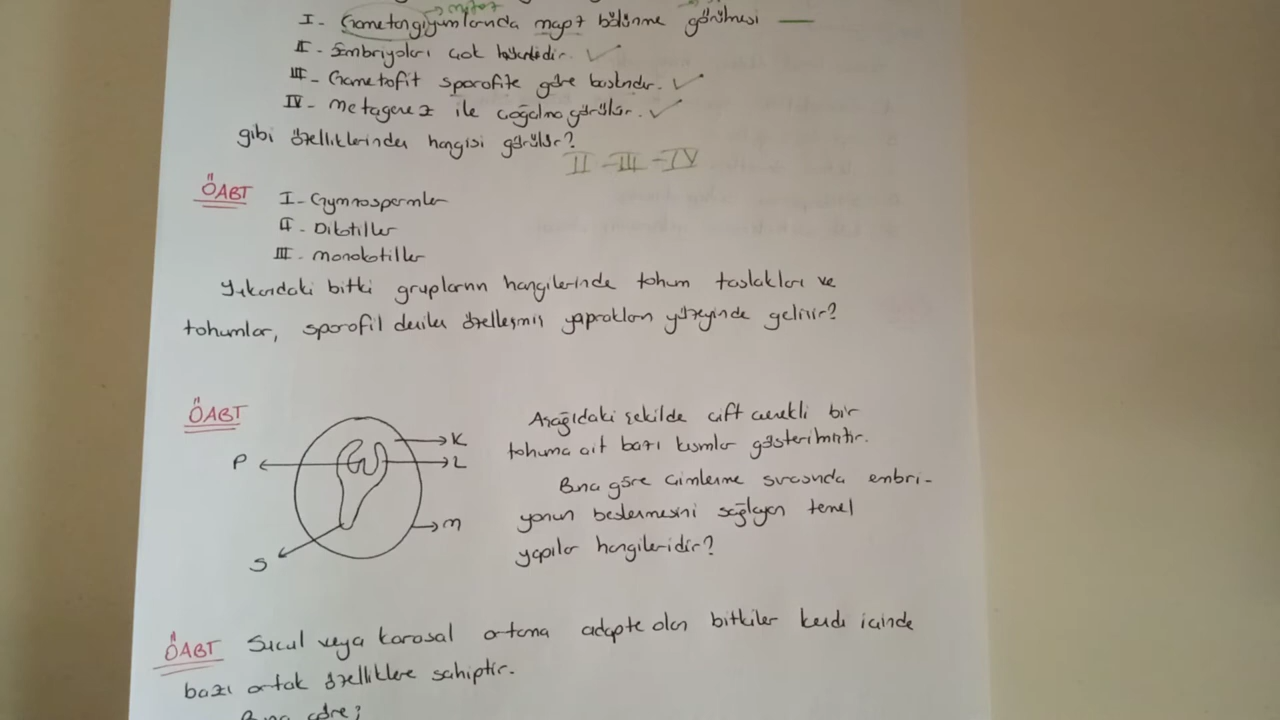 mitoz
I - Gametangiyumlarında mayoz bölünme görülmesi —
II - Embriyoları çok hücrelidir. ✓
III - Gametofit sporofite göre baskındır. ✓
IV - Metagenez ile çoğalma görülür. ✓
gibi özelliklerinden hangisi görülür?
II - III - IV
ÖABT I - Gymnospermler
II - Dikotiller
III - monokotiller
Yukarıdaki bitki gruplarının hangilerinde tohum taslakları ve
tohumlar, sporofil denilen özelleşmiş yaprakların yüzeyinde gelişir?
ÖABT
P
K
L
M
S
Aşağıdaki şekilde çift çenekli bir
tohuma ait bazı kısımlar gösterilmiştir.
Buna göre çimlenme sırasında embri-
yonun beslenmesini sağlayan temel
yapılar hangileridir?
ÖABT Sucul veya karasal ortama adapte olan bitkiler kendi içinde
bazı ortak özelliklere sahiptir.
Buna göre;